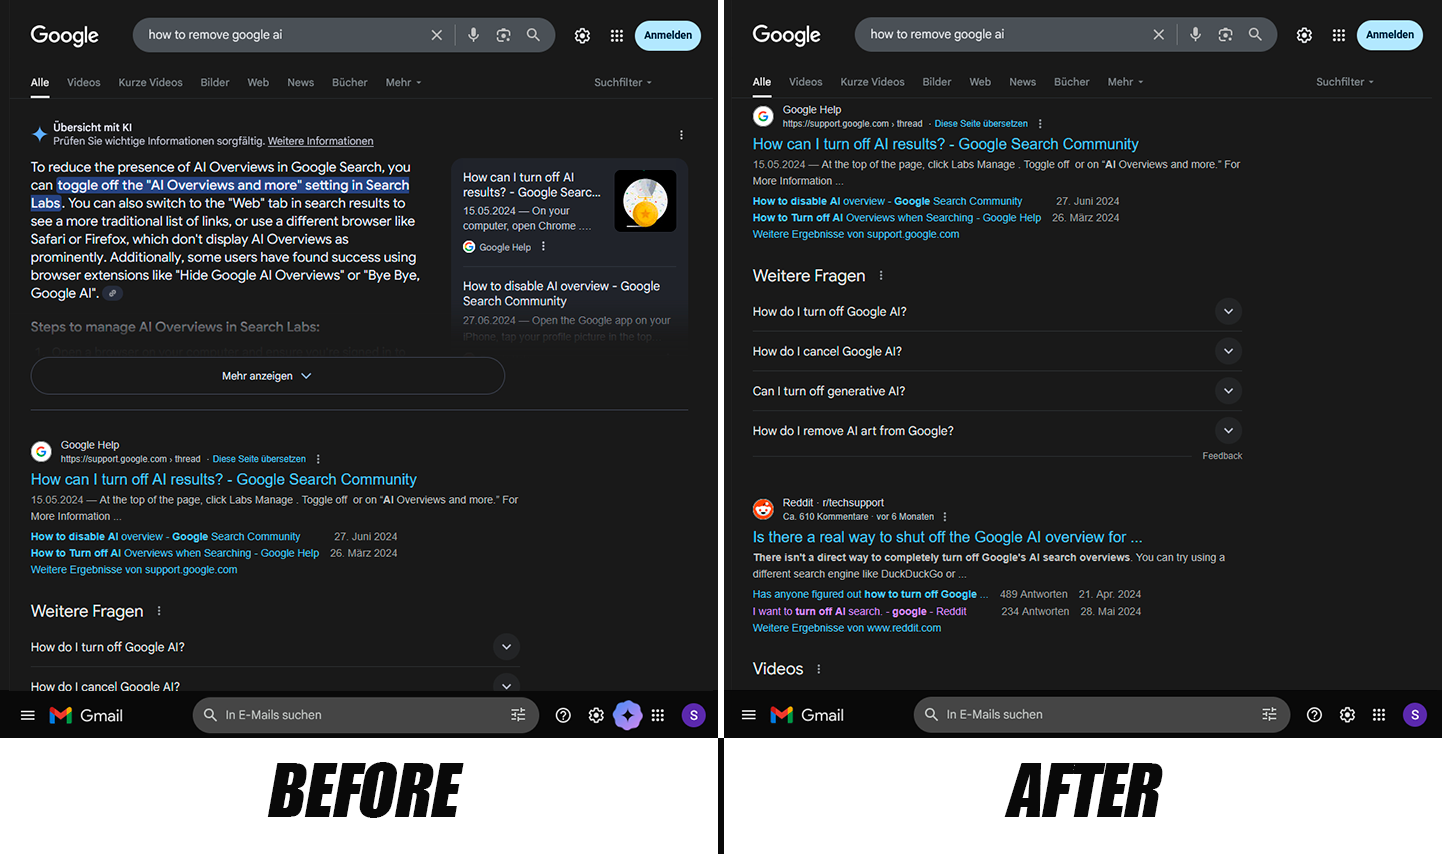 Google
how to remove google ai
Anmelden
Alle Videos Kurze Videos Bilder Web News Bücher Mehr Suchfilter
Übersicht mit KI
Prüfen Sie wichtige Informationen sorgfältig. Weitere Informationen
To reduce the presence of AI Overviews in Google Search, you
can toggle off the "AI Overviews and more" setting in Search
Labs. You can also switch to the "Web" tab in search results to
see a more traditional list of links, or use a different browser like
Safari or Firefox, which don't display AI Overviews as
prominently. Additionally, some users have found success using
browser extensions like "Hide Google AI Overviews" or "Bye Bye,
Google AI".
Steps to manage AI Overviews in Search Labs:
1. Open a browser on your computer and ensure you're signed in to
How can I turn off AI
results? - Google Searc...
15.05.2024 — On your
computer, open Chrome ....
Google Help
How to disable AI overview - Google
Search Community
27.06.2024 — Open the Google app on your
iPhone, tap your profile picture in the top
Mehr anzeigen
G
Google Help
https://support.google.com › thread · Diese Seite übersetzen
How can I turn off AI results? - Google Search Community
15.05.2024 — At the top of the page, click Labs Manage . Toggle off or on “AI Overviews and more.” For
More Information ...
How to disable AI overview - Google Search Community 27. Juni 2024
How to Turn off AI Overviews when Searching - Google Help 26. März 2024
Weitere Ergebnisse von support.google.com
Weitere Fragen
How do I turn off Google AI?
How do I cancel Google AI?
Gmail
In E-Mails suchen
S
BEFORE
Google
how to remove google ai
Anmelden
Alle Videos Kurze Videos Bilder Web News Bücher Mehr Suchfilter
G
Google Help
https://support.google.com › thread · Diese Seite übersetzen
How can I turn off AI results? - Google Search Community
15.05.2024 — At the top of the page, click Labs Manage . Toggle off or on “AI Overviews and more.” For
More Information ...
How to disable AI overview - Google Search Community 27. Juni 2024
How to Turn off AI Overviews when Searching - Google Help 26. März 2024
Weitere Ergebnisse von support.google.com
Weitere Fragen
How do I turn off Google AI?
How do I cancel Google AI?
Can I turn off generative AI?
How do I remove AI art from Google?
Feedback
Reddit · r/techsupport
Ca. 610 Kommentare · vor 6 Monaten
Is there a real way to shut off the Google AI overview for ...
There isn't a direct way to completely turn off Google's AI search overviews. You can try using a
different search engine like DuckDuckGo or ...
Has anyone figured out how to turn off Google ... 489 Antworten 21. Apr. 2024
I want to turn off AI search. - google - Reddit 234 Antworten 28. Mai 2024
Weitere Ergebnisse von www.reddit.com
Videos
Gmail
In E-Mails suchen
S
AFTER